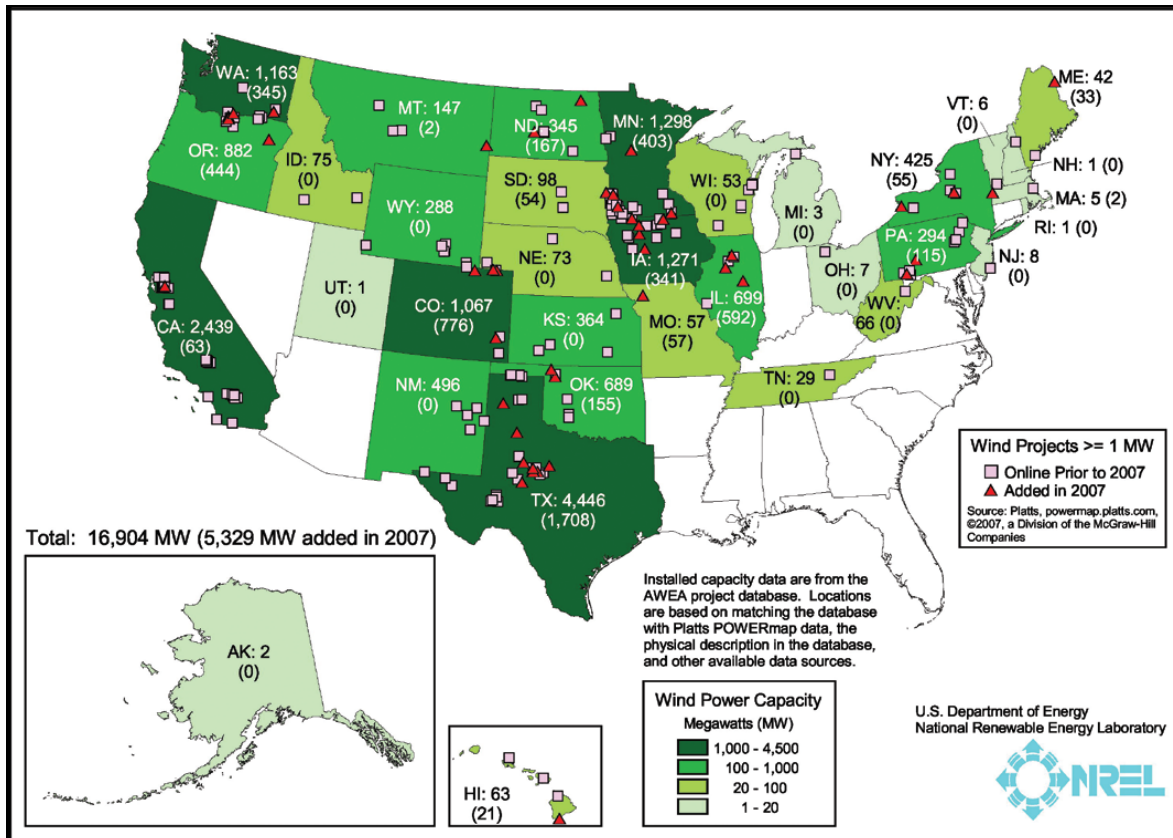 WA: 1,163
(345)
MT: 147
(2)
ND: 345
(167)
MN: 1,298
(403)
ME: 42
(33)
VT: 6
(0)
OR: 882
(444)
ID: 75
(0)
SD: 98
(54)
WI: 53
(0)
NY: 425
(55)
NH: 1 (0)
MA: 5 (2)
RI: 1 (0)
WY: 288
(0)
MI: 3
(0)
PA: 294
(115)
NJ: 8
(0)
NE: 73
(0)
IA: 1,271
(341)
OH: 7
(0)
UT: 1
(0)
CO: 1,067
(776)
IL: 699
(592)
WV:
66 (0)
CA: 2,439
(63)
KS: 364
(0)
MO: 57
(57)
NM: 496
(0)
OK: 689
(155)
TN: 29
(0)
TX: 4,446
(1,708)
Wind Projects >= 1 MW
Online Prior to 2007
Added in 2007
Source: Platts, powermap.platts.com,
©2007, a Division of the McGraw-Hill
Companies
Total: 16,904 MW (5,329 MW added in 2007)
AK: 2
(0)
HI: 63
(21)
Installed capacity data are from the
AWEA project database. Locations
are based on matching the database
with Platts POWERmap data, the
physical description in the database,
and other available data sources.
Wind Power Capacity
Megawatts (MW)
1,000 - 4,500
100 - 1,000
20 - 100
1 - 20
U.S. Department of Energy
National Renewable Energy Laboratory
NREL